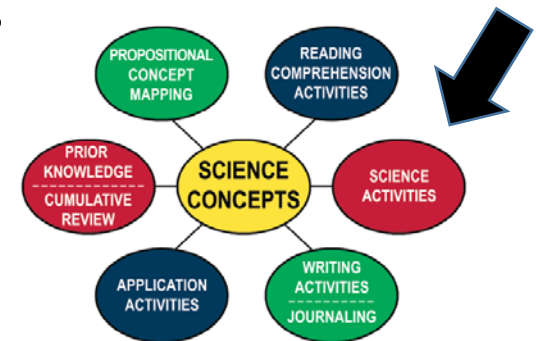 PROPOSITIONAL
CONCEPT
MAPPING
READING
COMPREHENSION
ACTIVITIES
PRIOR
KNOWLEDGE
CUMULATIVE
REVIEW
SCIENCE
CONCEPTS
SCIENCE
ACTIVITIES
APPLICATION
ACTIVITIES
WRITING
ACTIVITIES
JOURNALING